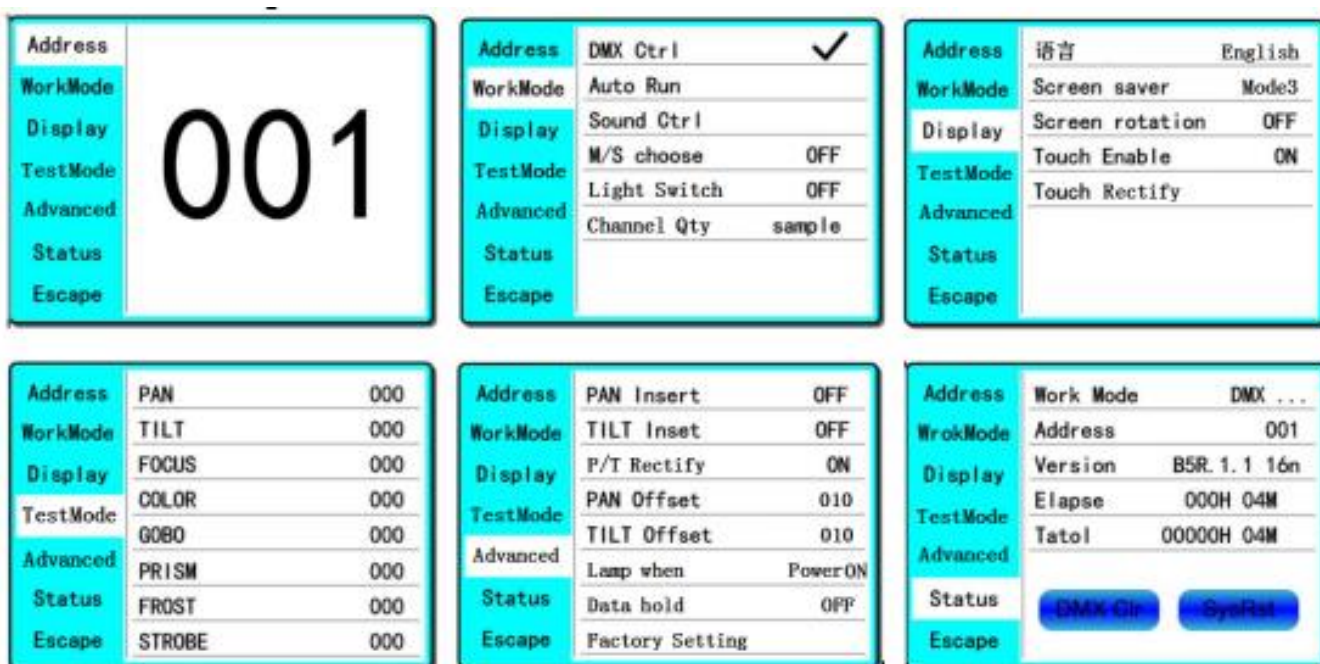 Address
WorkMode
Display
TestMode
Advanced
Status
Escape
001
Address
WorkMode
Display
TestMode
Advanced
Status
Escape
DMX Ctrl
Auto Run
Sound Ctrl
M/S choose OFF
Light Switch OFF
Channel Qty sample
Address
WorkMode
Display
TestMode
Advanced
Status
Escape
语言 English
Screen saver Mode3
Screen rotation OFF
Touch Enable ON
Touch Rectify
Address
WorkMode
Display
TestMode
Advanced
Status
Escape
PAN 000
TILT 000
FOCUS 000
COLOR 000
GOBO 000
PRISM 000
FROST 000
STROBE 000
Address
WorkMode
Display
TestMode
Advanced
Status
Escape
PAN Insert OFF
TILT Inset OFF
P/T Rectify ON
PAN Offset 010
TILT Offset 010
Lamp when PowerON
Data hold OFF
Factory Setting
Address
WrokMode
Display
TestMode
Advanced
Status
Escape
Work Mode DMX ...
Address 001
Version B5R.1.1 16n
Elapse 000H 04M
Tatol 00000H 04M
DMX Clr SysRst